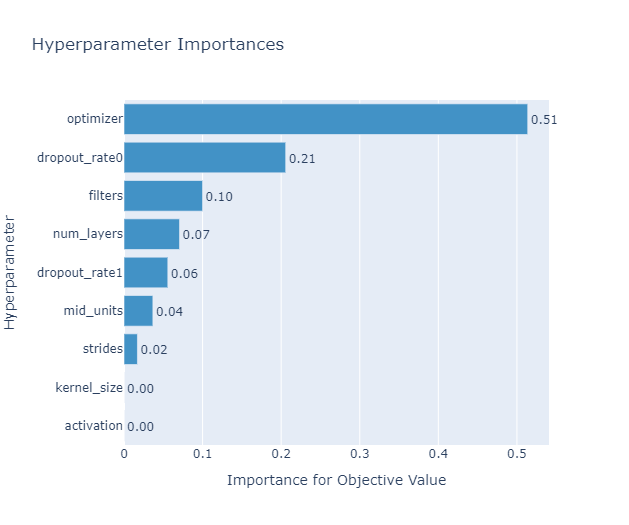 Hyperparameter Importances
Hyperparameter
optimizer 0.51
dropout_rate0 0.21
filters 0.10
num_layers 0.07
dropout_rate1 0.06
mid_units 0.04
strides 0.02
kernel_size 0.00
activation 0.00
0 0.1 0.2 0.3 0.4 0.5
Importance for Objective Value